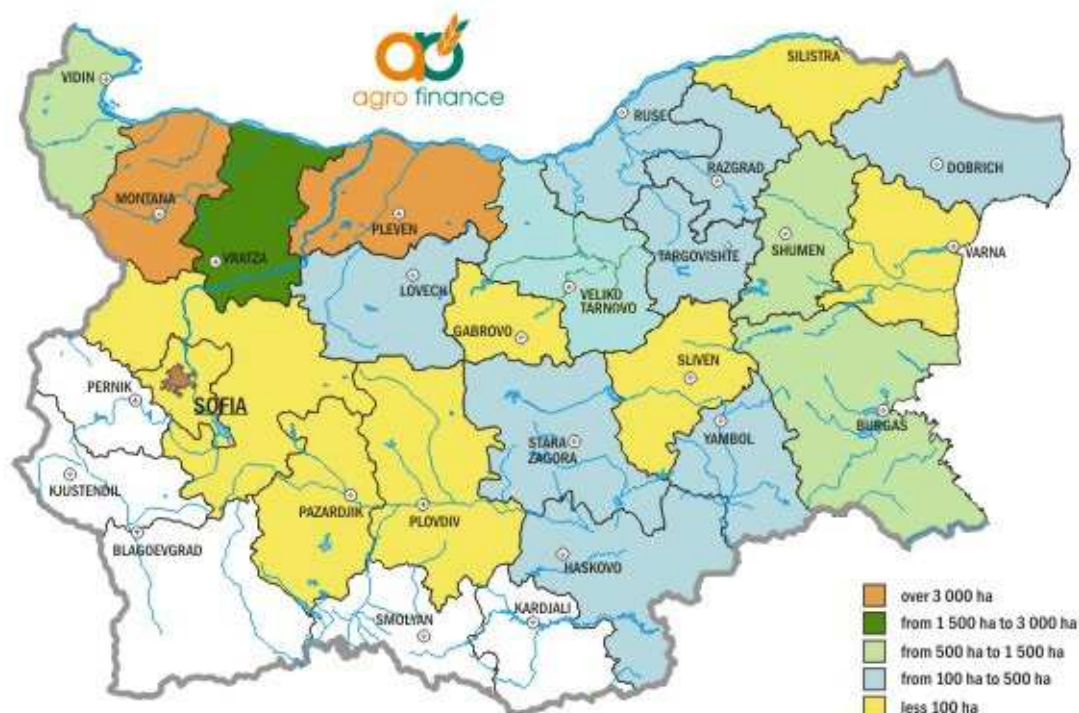 agro finance
VIDIN
SILISTRA
RUSE
DOBRICH
RAZGRAD
MONTANA
PLEVEN
VRATZA
TARGOVISHTE
SHUMEN
VARNA
LOVECH
VELIKO
TARNOVO
GABROVO
SLIVEN
PERNIK
SOFIA
BURGAS
YAMBOL
STARA
ZAGORA
KJUSTENDIL
PAZARDJIK
PLOVDIV
BLAGOEVGRAD
HASKOVO
KARDJALI
SMOLYAN
over 3 000 ha
from 1 500 ha to 3 000 ha
from 500 ha to 1 500 ha
from 100 ha to 500 ha
less 100 ha